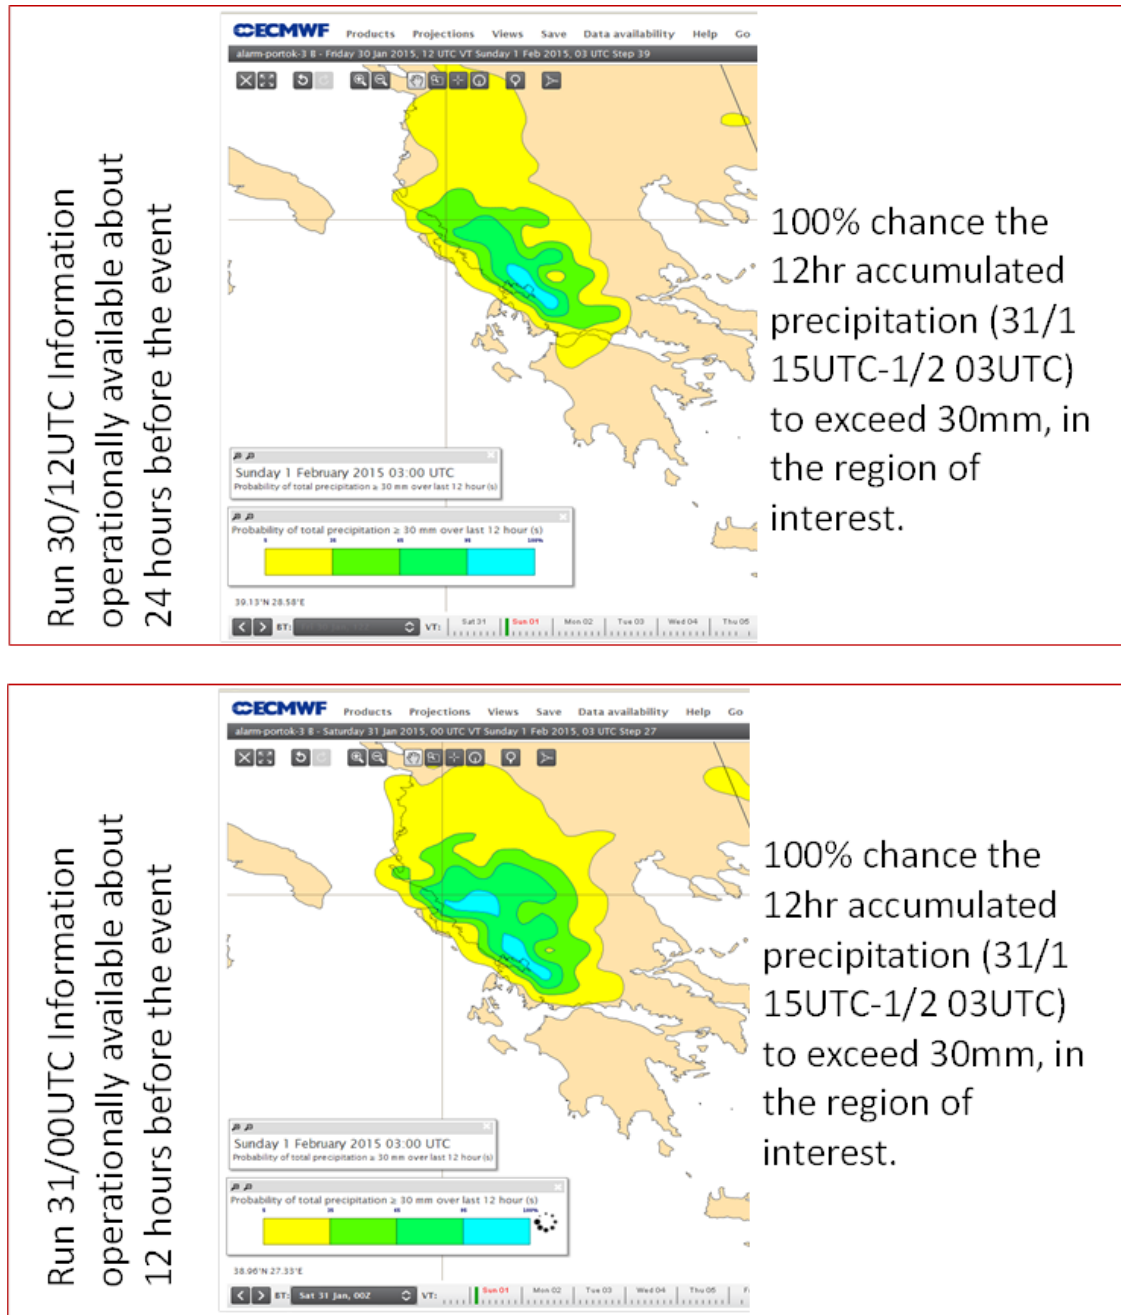 Run 30/12UTC Information
operationally available about
24 hours before the event
ECMWF Products Projections Views Save Data availability Help Go
alarm-portok-3 B - Friday 30 Jan 2015, 12 UTC VT Sunday 1 Feb 2015, 03 UTC Step 39
Sunday 1 February 2015 03:00 UTC
Probability of total precipitation ≥ 30 mm over last 12 hour(s)
Probability of total precipitation ≥ 30 mm over last 12 hour (s)
100%
39.13°N 28.58°E
BT: VT: Sat 31 Sun 01 Mon 02 Tue 03 Wed 04 Thu 05
100% chance the
12hr accumulated
precipitation (31/1
15UTC-1/2 03UTC)
to exceed 30mm, in
the region of
interest.
Run 31/00UTC Information
operationally available about
12 hours before the event
ECMWF Products Projections Views Save Data availability Help Go
alarm-portok-3 B - Saturday 31 Jan 2015, 00 UTC VT Sunday 1 Feb 2015, 03 UTC Step 27
Sunday 1 February 2015 03:00 UTC
Probability of total precipitation ≥ 30 mm over last 12 hour(s)
Probability of total precipitation ≥ 30 mm over last 12 hour (s)
100%
38.96°N 27.33°E
BT: Sat 31 Jan, 00Z VT: Sun 01 Mon 02 Tue 03 Wed 04 Thu 05
100% chance the
12hr accumulated
precipitation (31/1
15UTC-1/2 03UTC)
to exceed 30mm, in
the region of
interest.